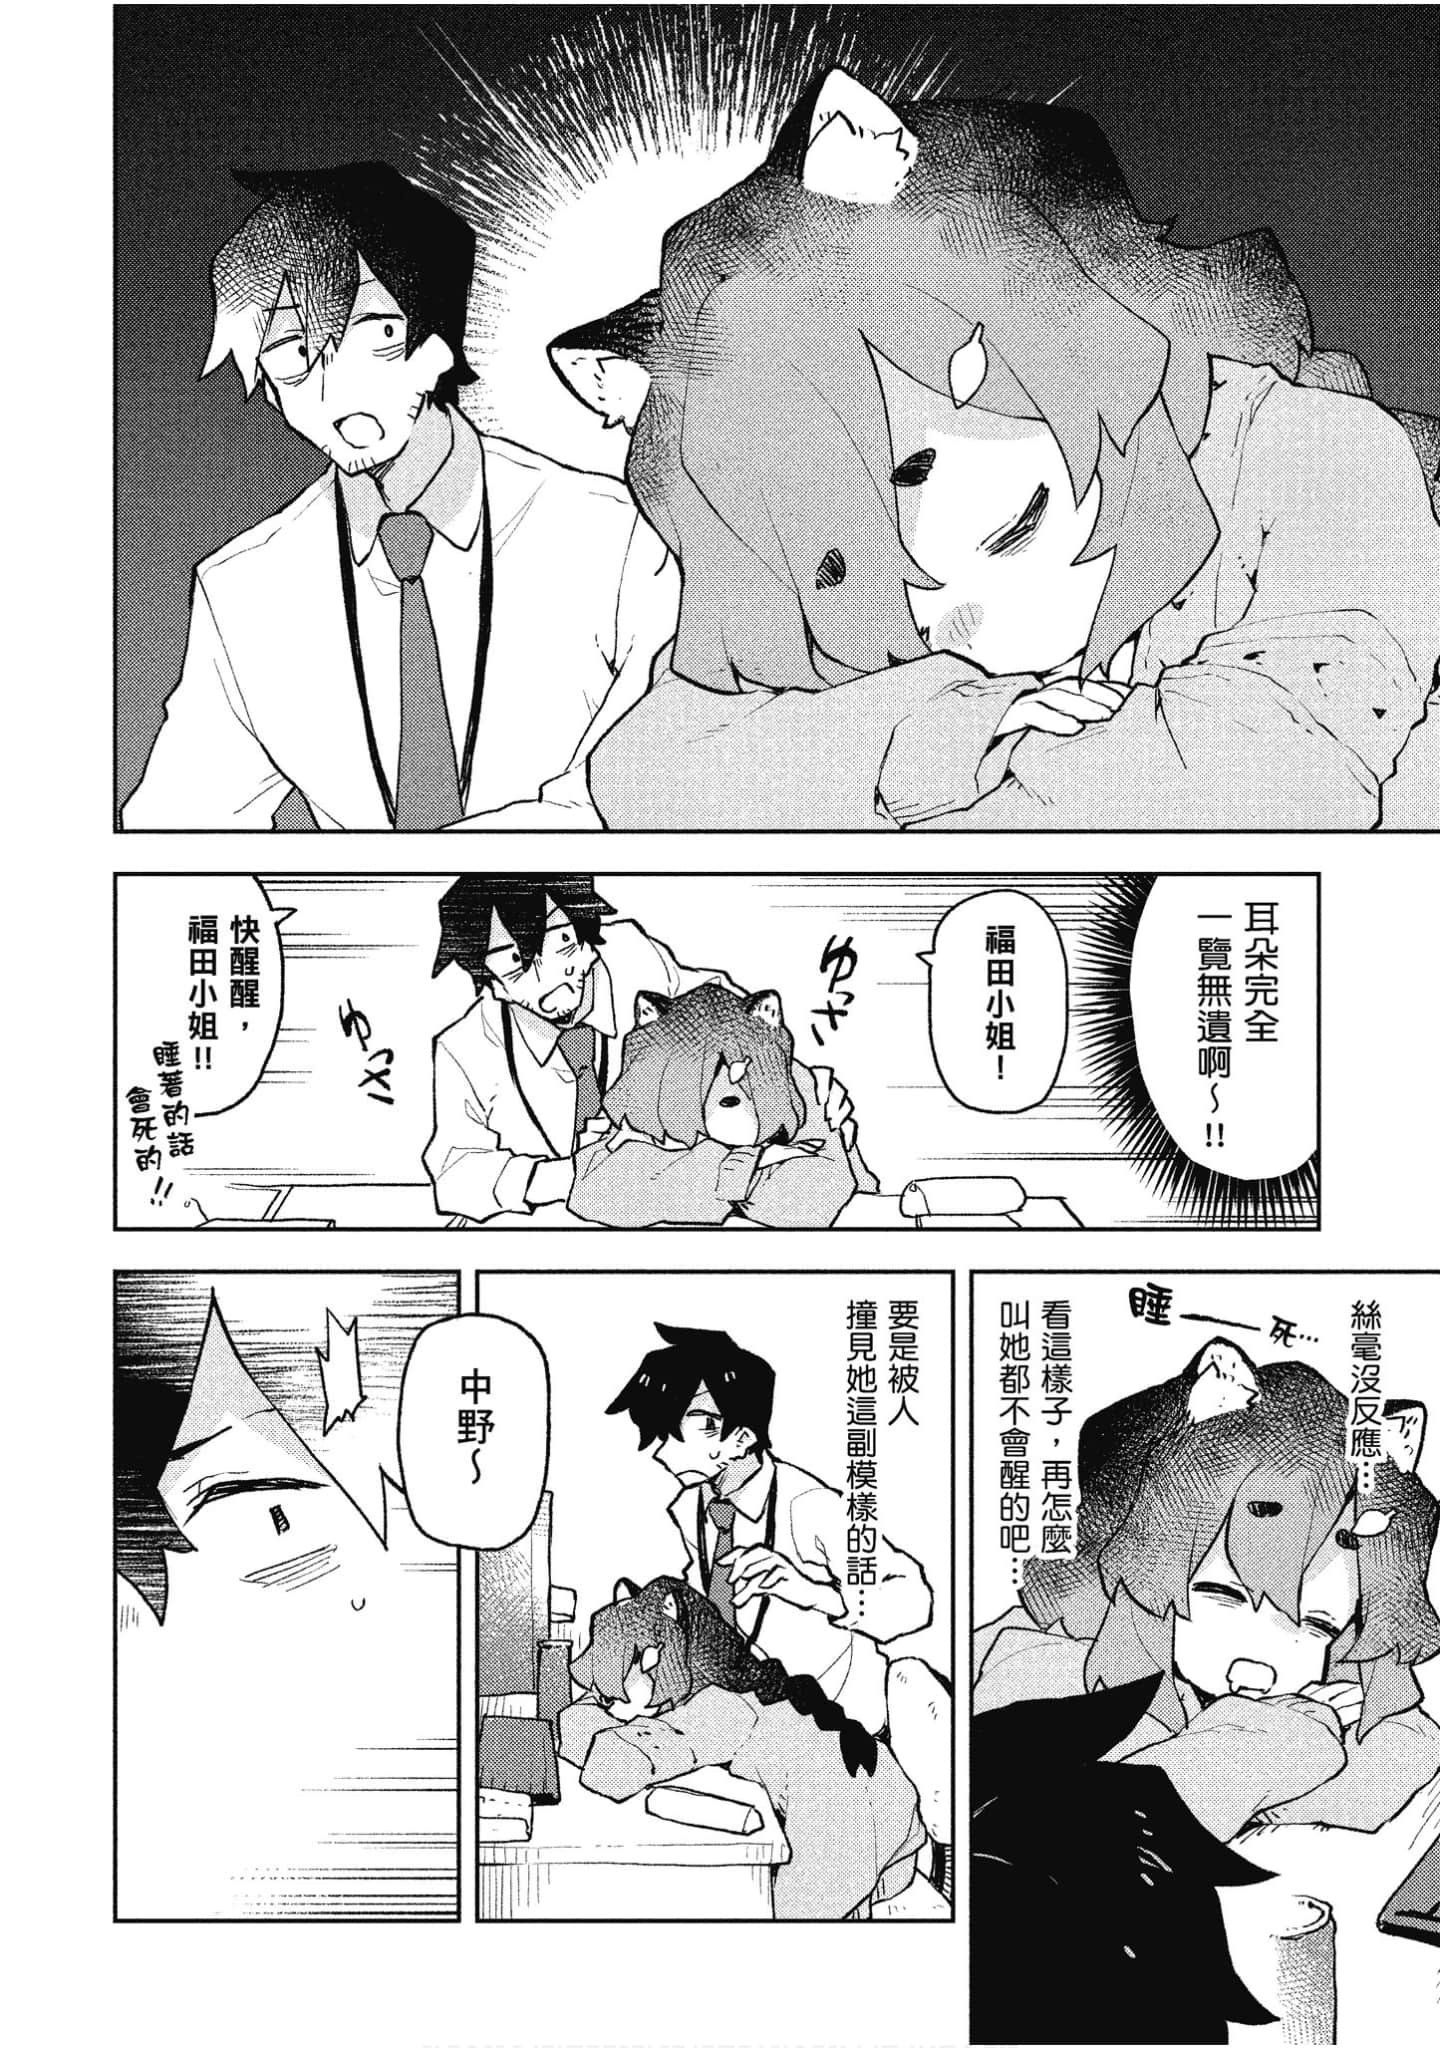 耳朵完全
一覽無遺啊～!!
福田小姐！
ゆっさ
ゆっさ
快醒醒，
福田小姐!!
睡著的話
會死的!!
絲毫沒反應…
睡——死…
看這樣子，再怎麼
叫她都不會醒的吧…
要是被人
撞見她這副模樣的話…
中野～